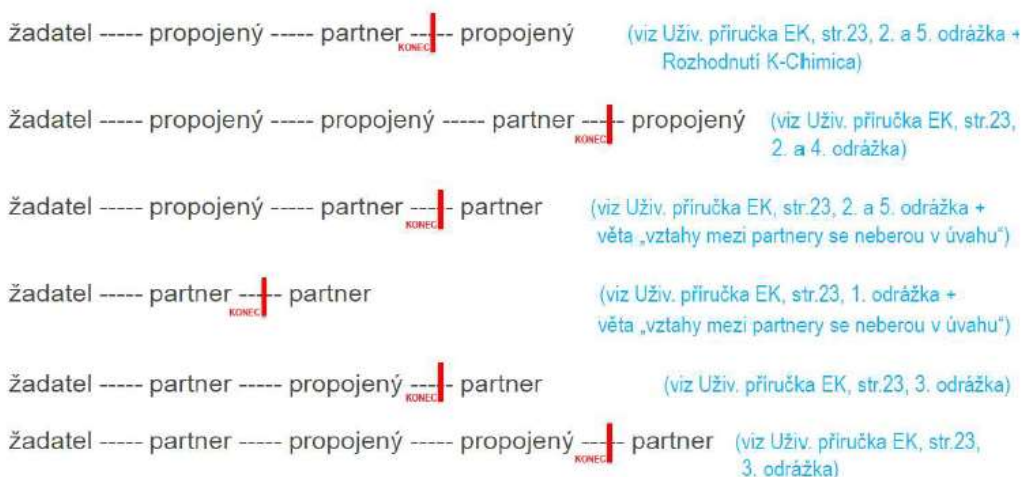 žadatel ----- propojený ----- partner ----- propojený (viz Uživ. příručka EK, str.23, 2. a 5. odrážka +
KONEC Rozhodnutí K-Chimica)
žadatel ----- propojený ----- propojený ----- partner ----- propojený (viz Uživ. příručka EK, str.23,
KONEC 2. a 4. odrážka)
žadatel ----- propojený ----- partner ----- partner (viz Uživ. příručka EK, str.23, 2. a 5. odrážka +
KONEC věta „vztahy mezi partnery se neberou v úvahu“)
žadatel ----- partner ----- partner (viz Uživ. příručka EK, str.23, 1. odrážka +
KONEC věta „vztahy mezi partnery se neberou v úvahu“)
žadatel ----- partner ----- propojený ----- partner (viz Uživ. příručka EK, str.23, 3. odrážka)
KONEC
žadatel ----- partner ----- propojený ----- propojený ----- partner (viz Uživ. příručka EK, str.23,
KONEC 3. odrážka)